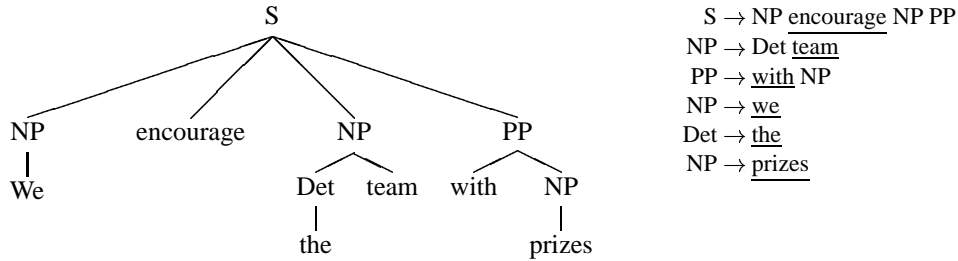 S
NP encourage NP PP
We Det team with NP
the prizes
S → NP encourage NP PP
NP → Det team
PP → with NP
NP → we
Det → the
NP → prizes